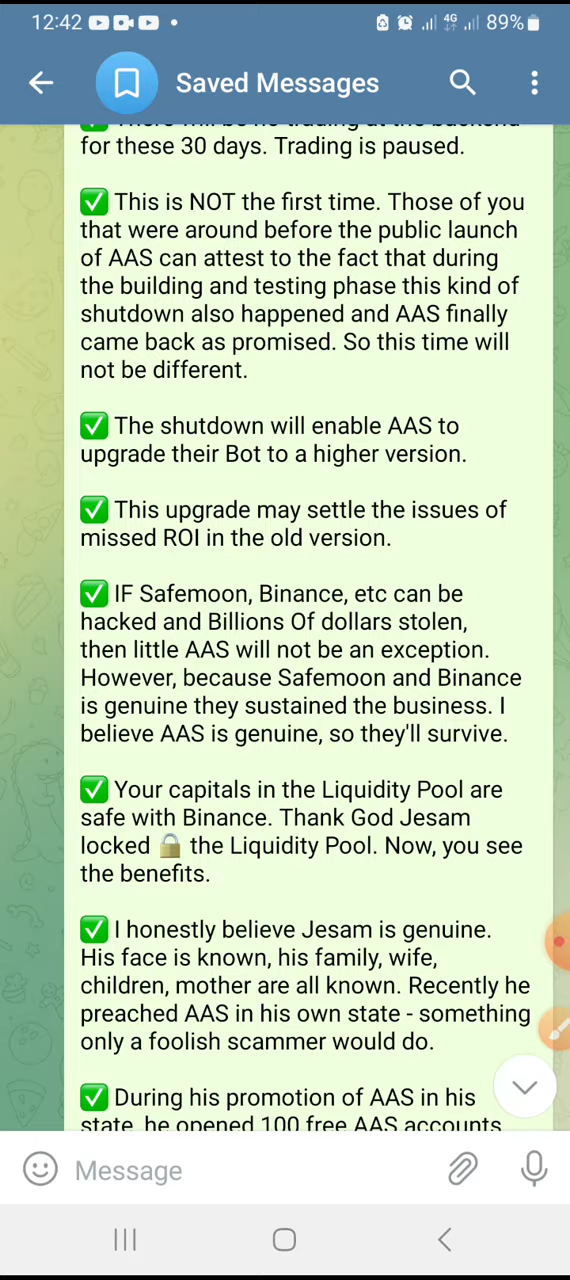 12:42
4G
89%
Saved Messages
✅ There will be no trading at the backend
for these 30 days. Trading is paused.
✅ This is NOT the first time. Those of you
that were around before the public launch
of AAS can attest to the fact that during
the building and testing phase this kind of
shutdown also happened and AAS finally
came back as promised. So this time will
not be different.
✅ The shutdown will enable AAS to
upgrade their Bot to a higher version.
✅ This upgrade may settle the issues of
missed ROI in the old version.
✅ IF Safemoon, Binance, etc can be
hacked and Billions Of dollars stolen,
then little AAS will not be an exception.
However, because Safemoon and Binance
is genuine they sustained the business. I
believe AAS is genuine, so they'll survive.
✅ Your capitals in the Liquidity Pool are
safe with Binance. Thank God Jesam
locked 🔒 the Liquidity Pool. Now, you see
the benefits.
✅ I honestly believe Jesam is genuine.
His face is known, his family, wife,
children, mother are all known. Recently he
preached AAS in his own state - something
only a foolish scammer would do.
✅ During his promotion of AAS in his
state, he opened 100 free AAS accounts
Message